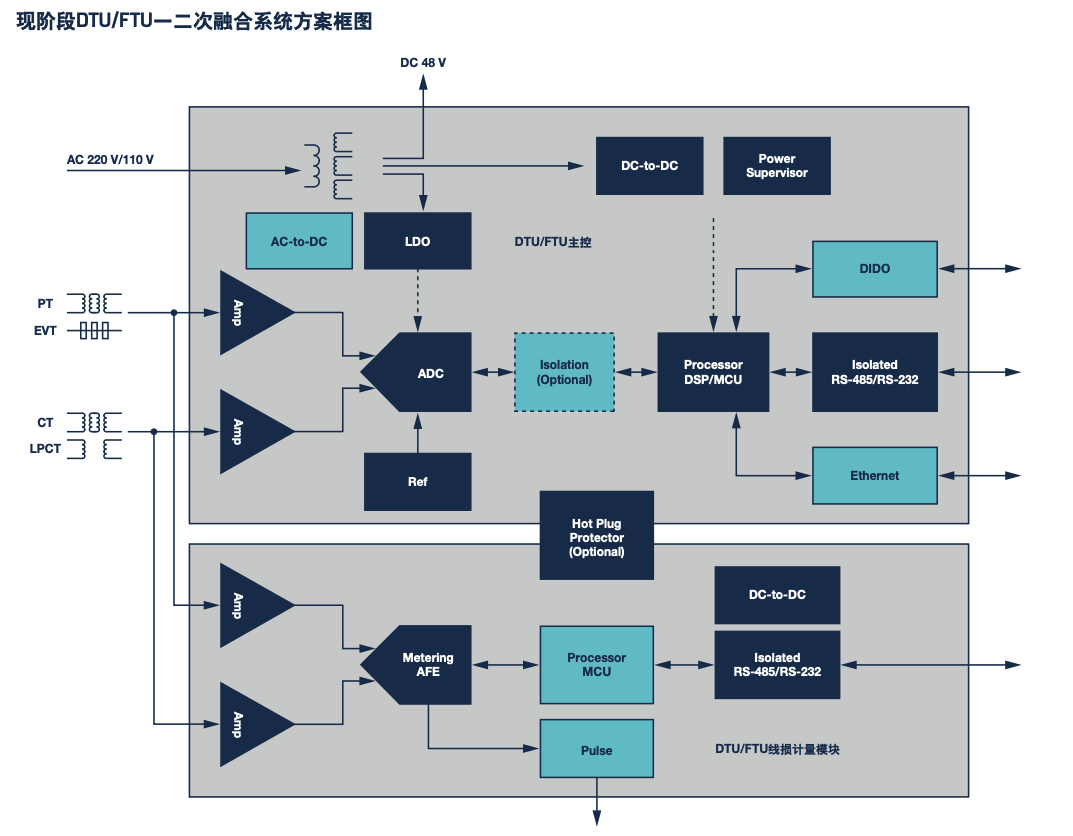 现阶段DTU/FTU一二次融合系统方案框图
DC 48 V
AC 220 V/110 V
DC-to-DC
Power
Supervisor
AC-to-DC
LDO
DTU/FTU主控
DIDO
PT
EVT
Amp
ADC
Isolation
(Optional)
Processor
DSP/MCU
Isolated
RS-485/RS-232
CT
LPCT
Amp
Ref
Ethernet
Hot Plug
Protector
(Optional)
Amp
DC-to-DC
Metering
AFE
Processor
MCU
Isolated
RS-485/RS-232
Amp
Pulse
DTU/FTU线损计量模块